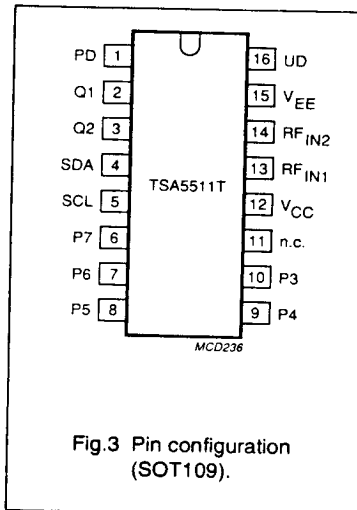 PD 1 16 UD
Q1 2 15 VEE
Q2 3 14 RFIN2
SDA 4 13 RFIN1
TSA5511T
SCL 5 12 VCC
P7 6 11 n.c.
P6 7 10 P3
P5 8 9 P4
MCD236
Fig.3 Pin configuration
(SOT109).